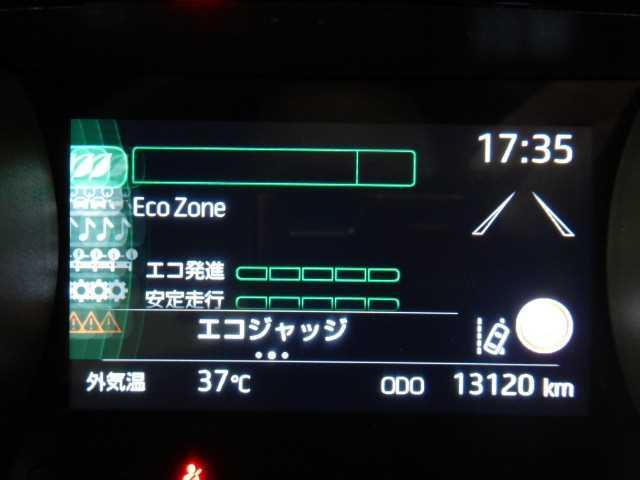 17:35
Eco Zone
エコ発進
安定走行
エコジャッジ
外気温 37℃ ODO 13120 km